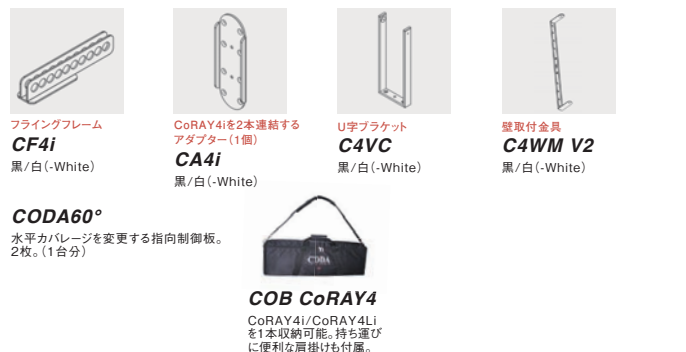 フライングフレーム
CF4i
黒/白(-White)
CoRAY4iを2本連結する
アダプター(1個)
CA4i
黒/白(-White)
U字ブラケット
C4VC
黒/白(-White)
壁取付金具
C4WM V2
黒/白(-White)
CODA60°
水平カバレージを変更する指向制御板。
2枚。(1台分)
CODA
COB CoRAY4
CoRAY4i/CoRAY4Li
を1本収納可能。持ち運び
に便利な肩掛けも付属。